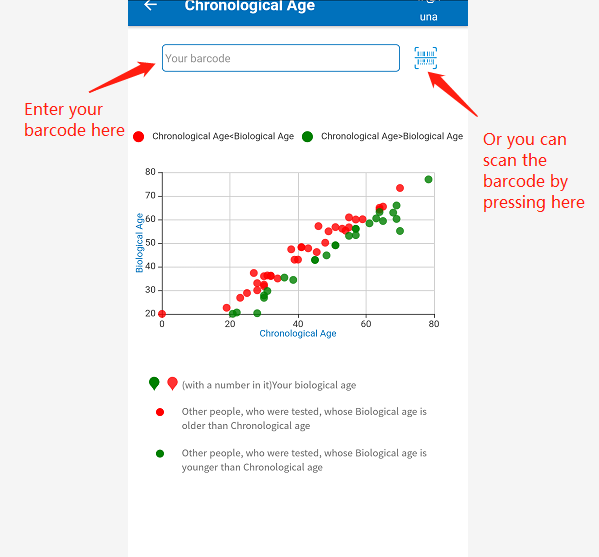 Chronological Age
una
Your barcode
Enter your
barcode here
Or you can
scan the
barcode by
pressing here
Chronological Age<Biological Age
Chronological Age>Biological Age
Biological Age
80
70
60
50
40
30
20
0
20
40
60
80
Chronological Age
(with a number in it)Your biological age
Other people, who were tested, whose Biological age is
older than Chronological age
Other people, who were tested, whose Biological age is
younger than Chronological age